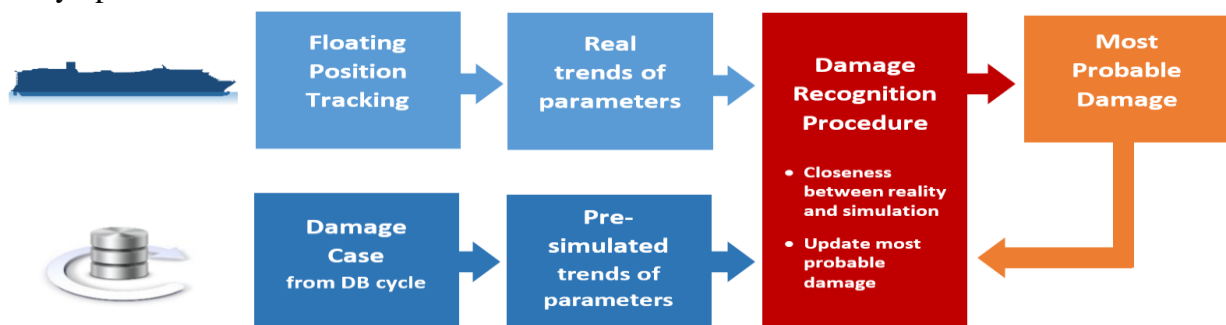 Floating
Position
Tracking
Real
trends of
parameters
Damage
Recognition
Procedure
• Closeness
between reality
and simulation
• Update most
probable
damage
Most
Probable
Damage
Damage
Case
from DB cycle
Pre-
simulated
trends of
parameters